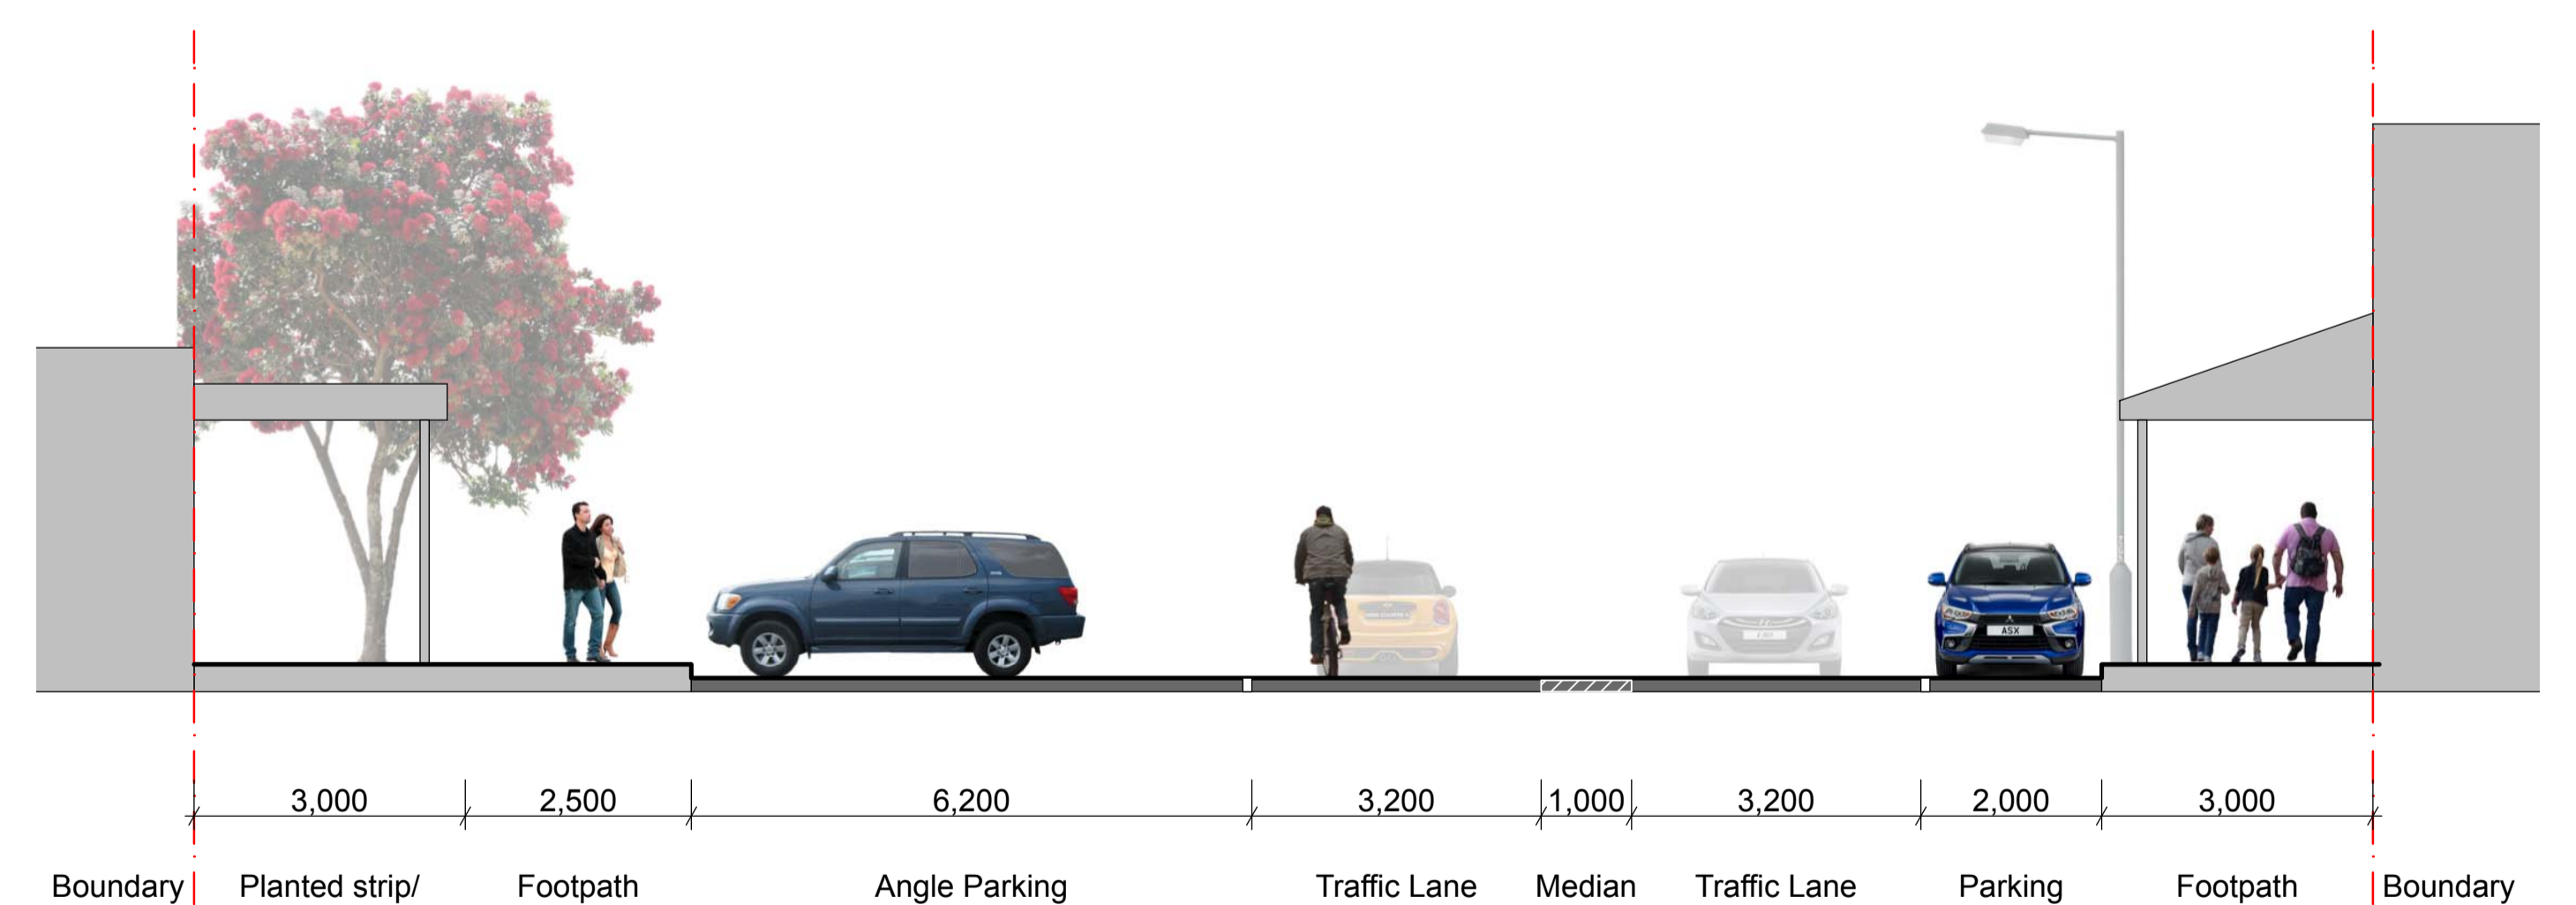 3,000 2,500 6,200 3,200 1,000 3,200 2,000 3,000
Boundary Planted strip/ Footpath Angle Parking Traffic Lane Median Traffic Lane Parking Footpath Boundary
ASX